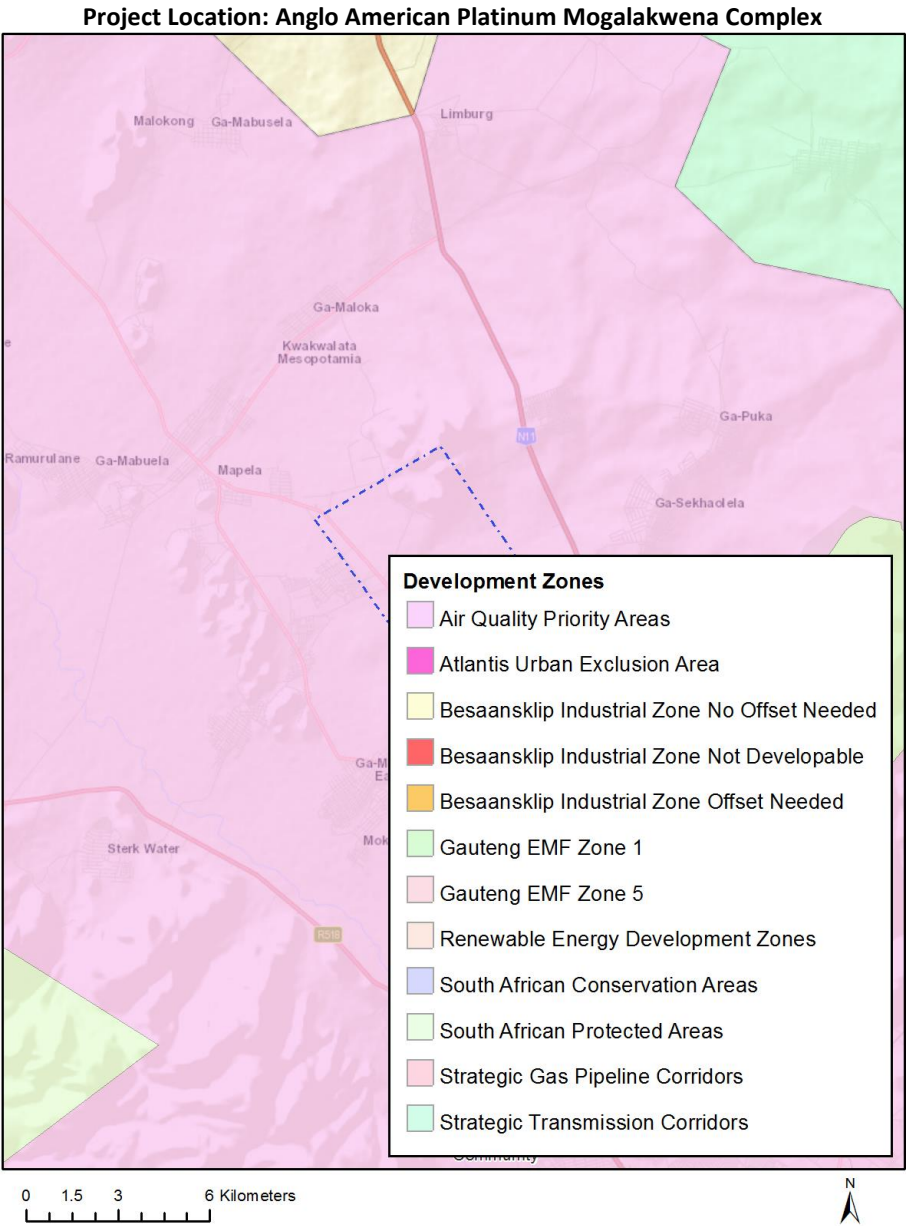 Project Location: Anglo American Platinum Mogalakwena Complex
Malokong
Ga-Mabusela
Limburg
Ga-Maloka
Kwakwalata
Mesopotamia
N11
Ga-Puka
Ramurulane
Ga-Mabuela
Mapela
Ga-Sekhaolela
Development Zones
Air Quality Priority Areas
Atlantis Urban Exclusion Area
Besaansklip Industrial Zone No Offset Needed
Besaansklip Industrial Zone Not Developable
Besaansklip Industrial Zone Offset Needed
Gauteng EMF Zone 1
Gauteng EMF Zone 5
Renewable Energy Development Zones
South African Conservation Areas
South African Protected Areas
Strategic Gas Pipeline Corridors
Strategic Transmission Corridors
Sterk Water
R518
0 1.5 3 6 Kilometers
N